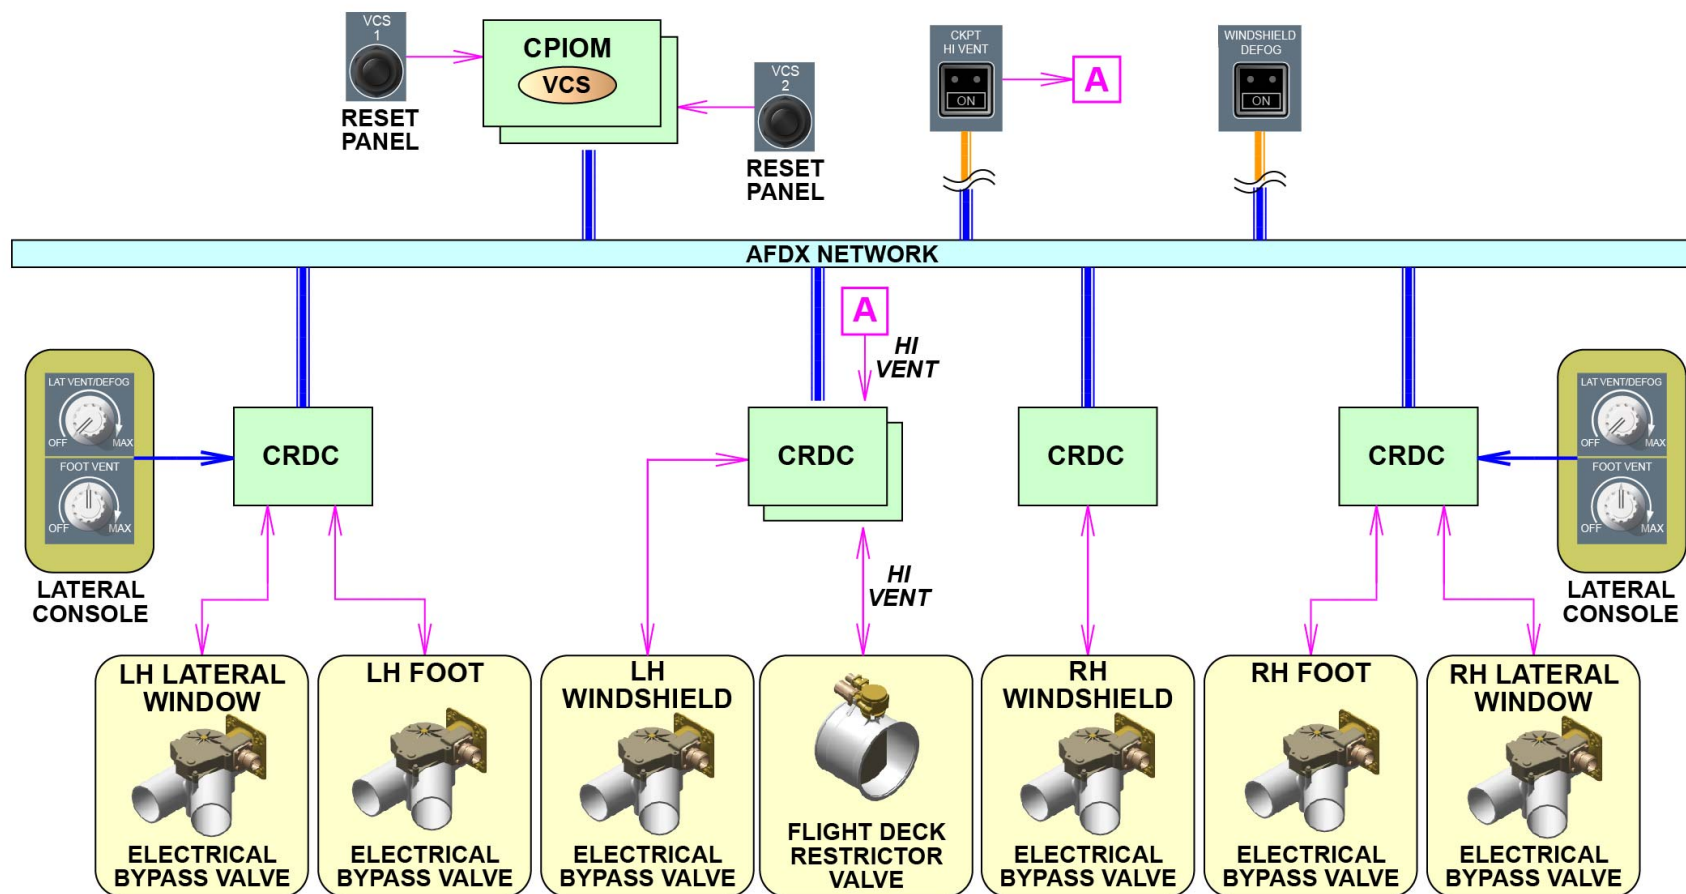 VCS
1
RESET
PANEL
CPIOM
VCS
VCS
2
RESET
PANEL
CKPT
HI VENT
ON
A
WINDSHIELD
DEFOG
ON
AFDX NETWORK
A
HI
VENT
LAT VENT/DEFOG
OFF
MAX
FOOT VENT
OFF
MAX
LATERAL
CONSOLE
CRDC
CRDC
CRDC
CRDC
LAT VENT/DEFOG
OFF
MAX
FOOT VENT
OFF
MAX
LATERAL
CONSOLE
HI
VENT
LH LATERAL
WINDOW
ELECTRICAL
BYPASS VALVE
LH FOOT
ELECTRICAL
BYPASS VALVE
LH
WINDSHIELD
ELECTRICAL
BYPASS VALVE
FLIGHT DECK
RESTRICTOR
VALVE
RH
WINDSHIELD
ELECTRICAL
BYPASS VALVE
RH FOOT
ELECTRICAL
BYPASS VALVE
RH LATERAL
WINDOW
ELECTRICAL
BYPASS VALVE